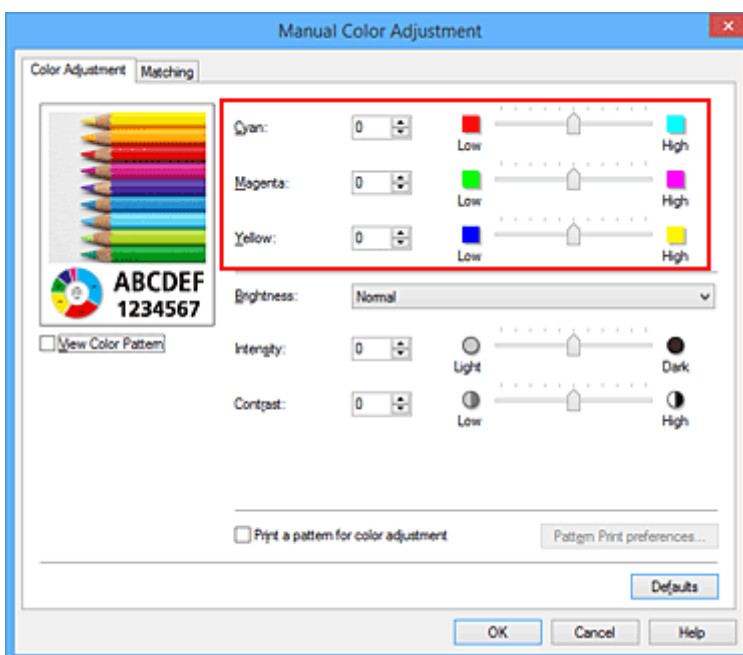 Manual Color Adjustment
Color Adjustment
Matching
Cyan: 0 Low High
Magenta: 0 Low High
Yellow: 0 Low High
ABCDEF
1234567
View Color Pattern
Brightness: Normal
Intensity: 0 Light Dark
Contrast: 0 Low High
Print a pattern for color adjustment
Pattern Print preferences...
Defaults
OK
Cancel
Help